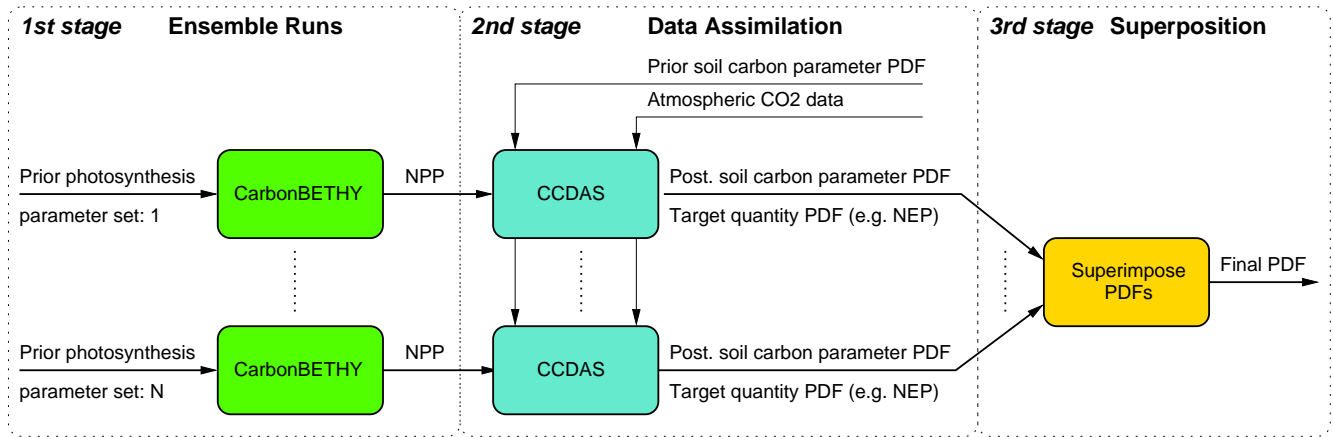 1st stage Ensemble Runs
2nd stage Data Assimilation
3rd stage Superposition
Prior soil carbon parameter PDF
Atmospheric CO2 data
Prior photosynthesis
parameter set: 1
CarbonBETHY
NPP
CCDAS
Post. soil carbon parameter PDF
Target quantity PDF (e.g. NEP)
Superimpose
PDFs
Final PDF
Prior photosynthesis
parameter set: N
CarbonBETHY
NPP
CCDAS
Post. soil carbon parameter PDF
Target quantity PDF (e.g. NEP)